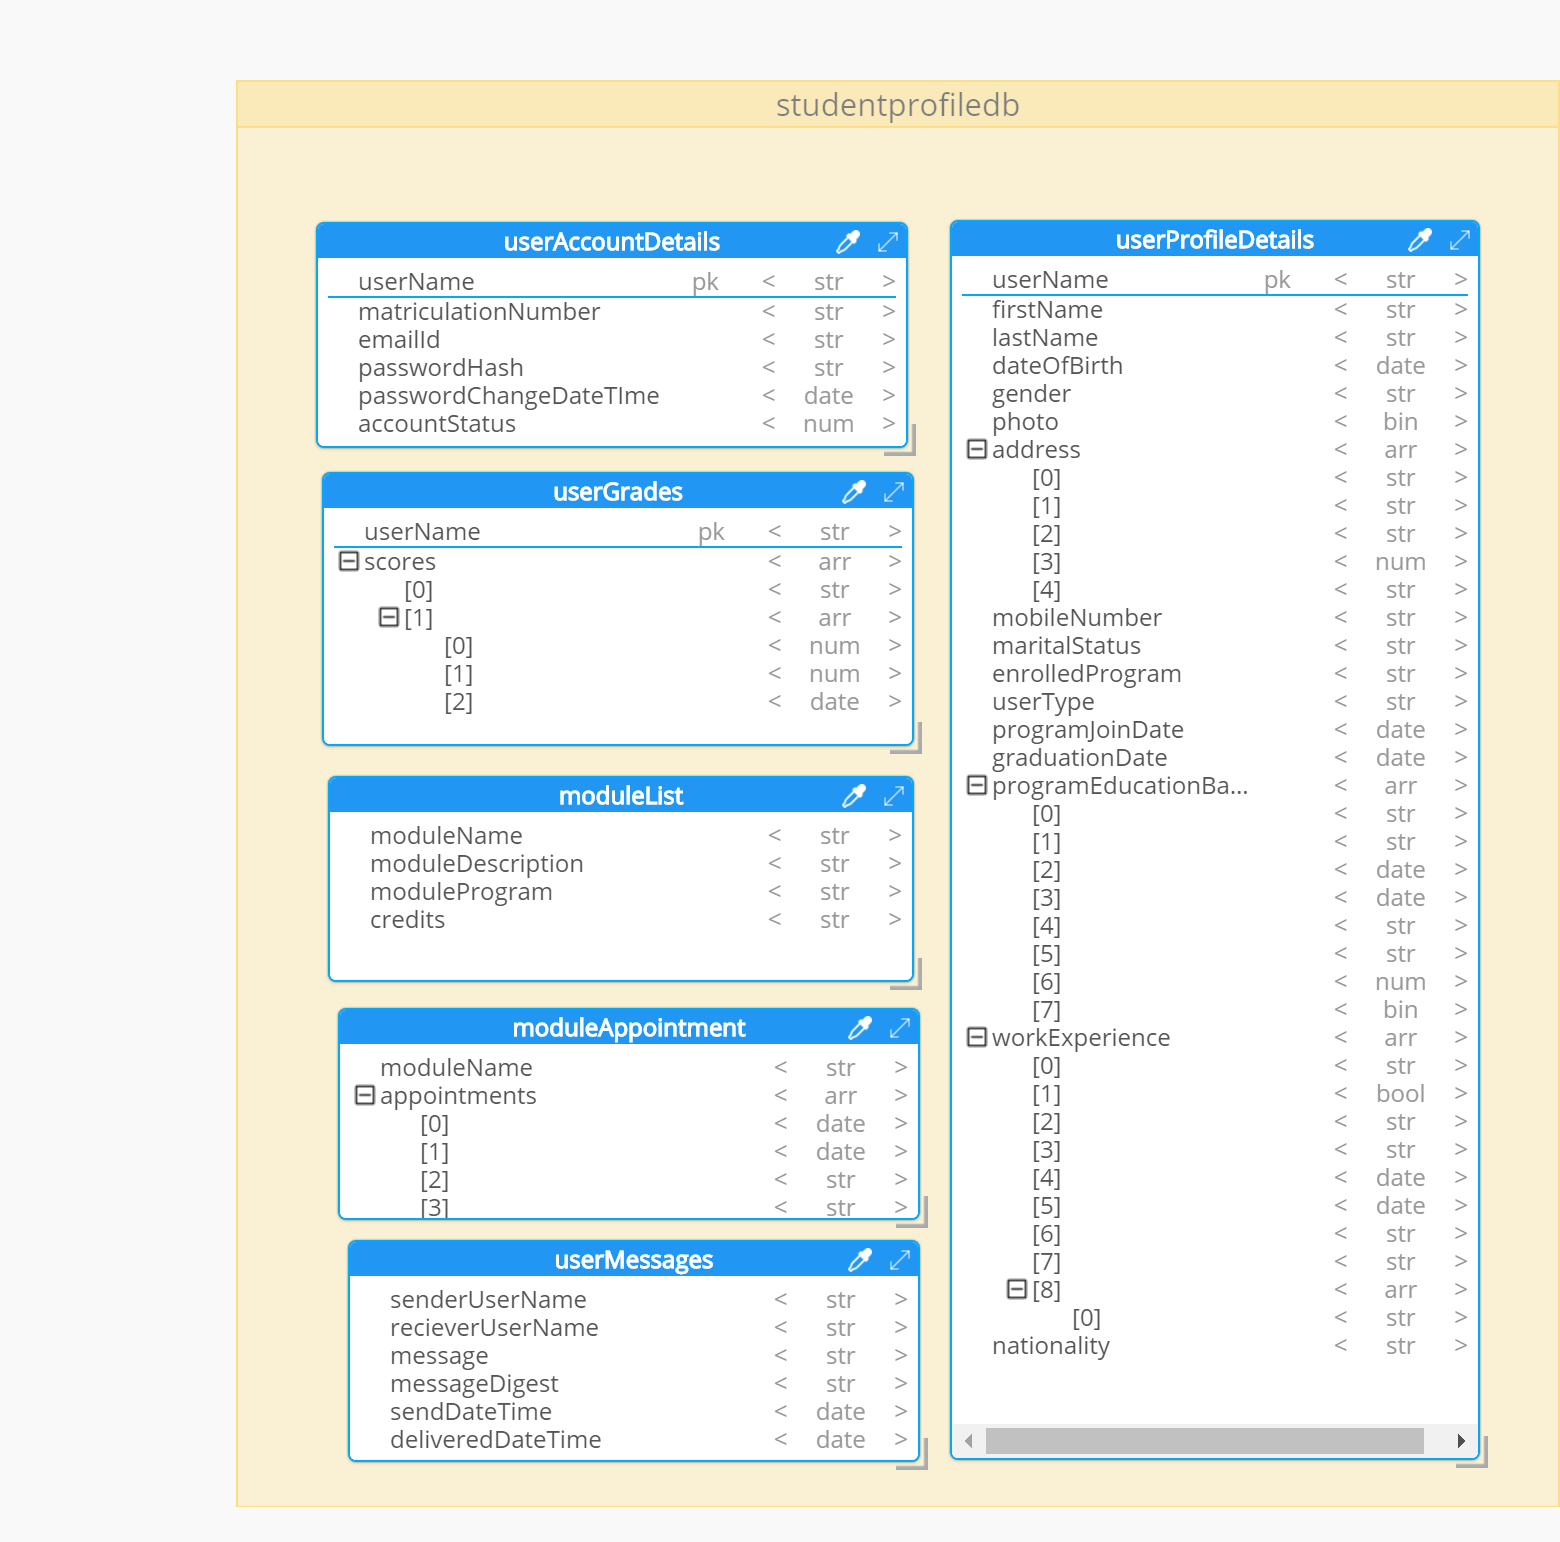 studentprofiledb
userAccountDetails
userName pk < str >
matriculationNumber < str >
emailId < str >
passwordHash < str >
passwordChangeDateTIme < date >
accountStatus < num >
userGrades
userName pk < str >
scores < arr >
[0] < str >
[1] < arr >
[0] < num >
[1] < num >
[2] < date >
moduleList
moduleName < str >
moduleDescription < str >
moduleProgram < str >
credits < str >
moduleAppointment
moduleName < str >
appointments < arr >
[0] < date >
[1] < date >
[2] < str >
[3] < str >
userMessages
senderUserName < str >
recieverUserName < str >
message < str >
messageDigest < str >
sendDateTime < date >
deliveredDateTime < date >
userProfileDetails
userName pk < str >
firstName < str >
lastName < str >
dateOfBirth < date >
gender < str >
photo < bin >
address < arr >
[0] < str >
[1] < str >
[2] < str >
[3] < num >
[4] < str >
mobileNumber < str >
maritalStatus < str >
enrolledProgram < str >
userType < str >
programJoinDate < date >
graduationDate < date >
programEducationBa... < arr >
[0] < str >
[1] < str >
[2] < date >
[3] < date >
[4] < str >
[5] < str >
[6] < num >
[7] < bin >
workExperience < arr >
[0] < str >
[1] < bool >
[2] < str >
[3] < str >
[4] < date >
[5] < date >
[6] < str >
[7] < str >
[8] < arr >
[0] < str >
nationality < str >